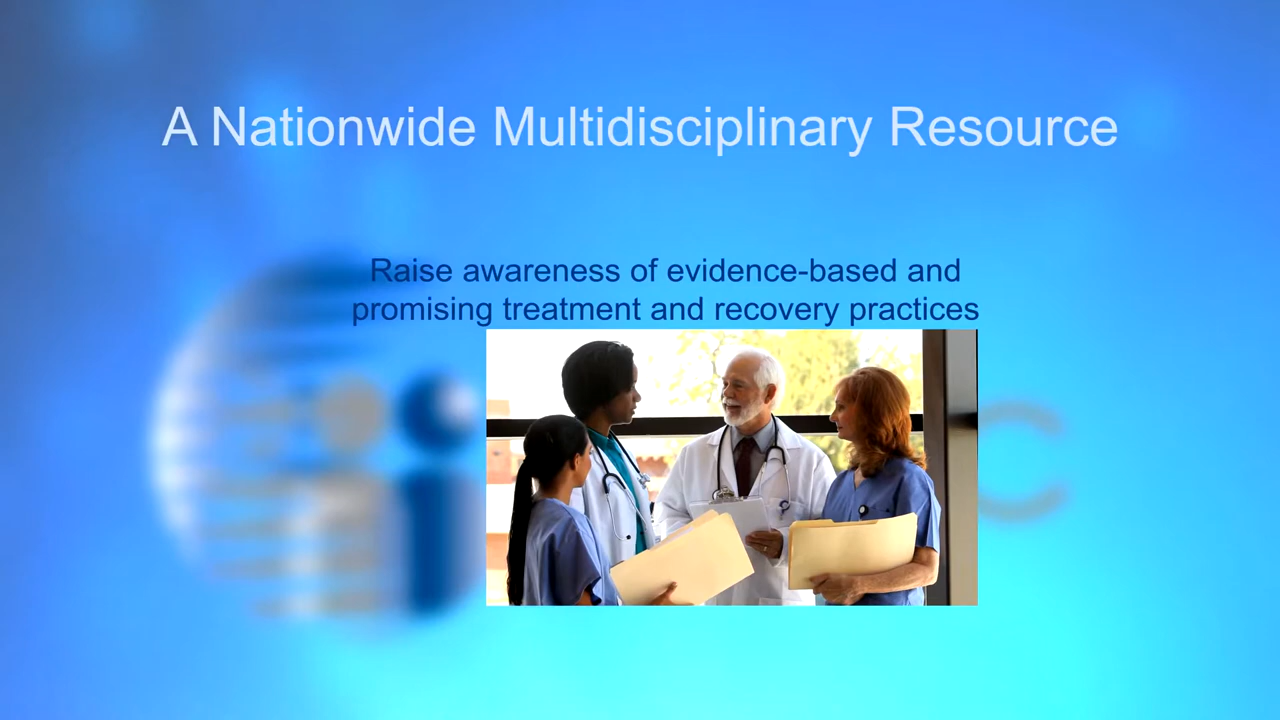 A Nationwide Multidisciplinary Resource
Raise awareness of evidence-based and
promising treatment and recovery practices
C